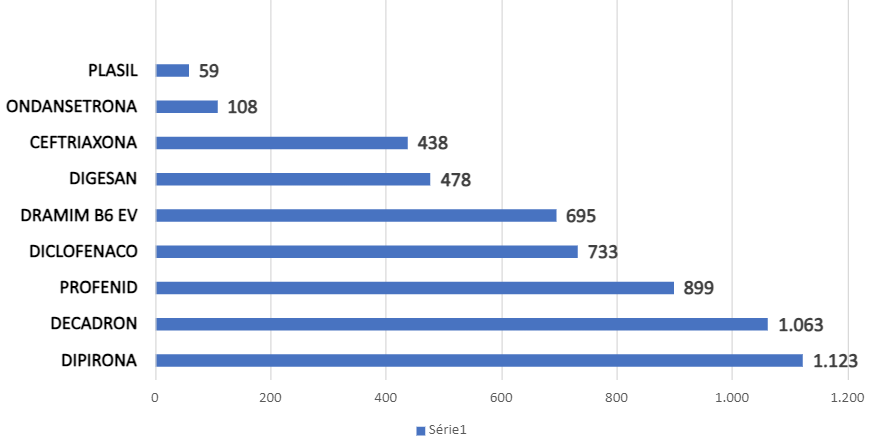 PLASIL 59
ONDANSETRONA 108
CEFTRIAXONA 438
DIGESAN 478
DRAMIM B6 EV 695
DICLOFENACO 733
PROFENID 899
DECADRON 1.063
DIPIRONA 1.123
0 200 400 600 800 1.000 1.200
Série1